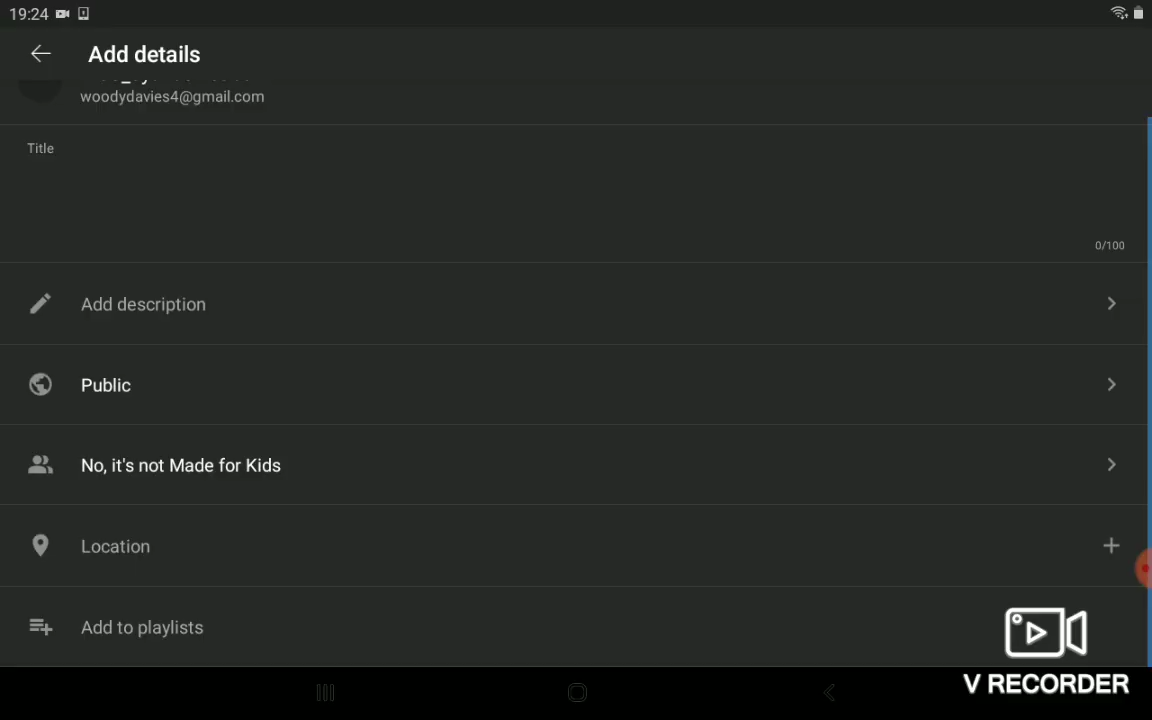 19:24
Add details
woodydavies4@gmail.com
Title
0/100
Add description
Public
No, it's not Made for Kids
Location
Add to playlists
V RECORDER